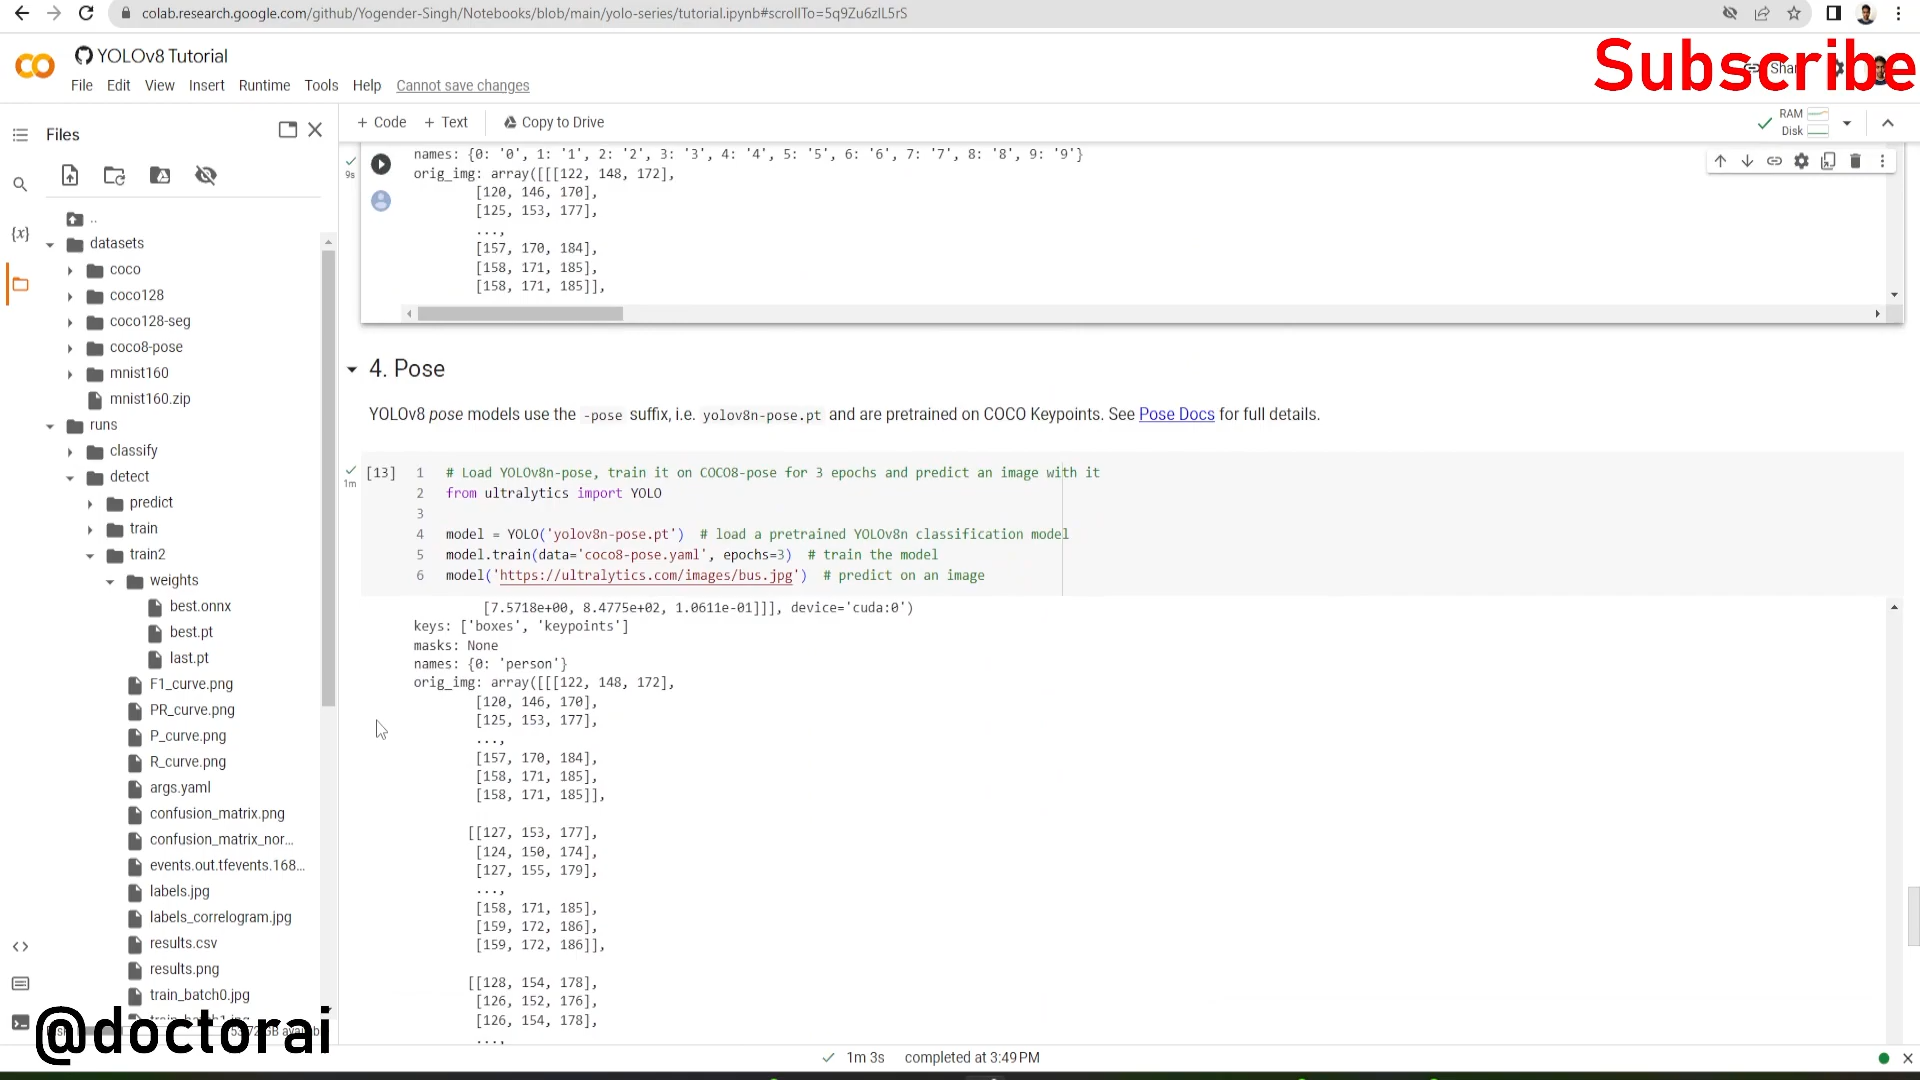 colab.research.google.com/github/Yogender-Singh/Notebooks/blob/main/yolo-series/tutorial.ipynb#scrollTo=5q9Zu6zlL5rS
YOLOv8 Tutorial
File Edit View Insert Runtime Tools Help Cannot save changes
Subscribe
Files
+ Code + Text Copy to Drive
RAM
Disk
..
datasets
coco
coco128
coco128-seg
coco8-pose
mnist160
mnist160.zip
runs
classify
detect
predict
train
train2
weights
best.onnx
best.pt
last.pt
F1_curve.png
PR_curve.png
P_curve.png
R_curve.png
args.yaml
confusion_matrix.png
confusion_matrix_nor...
events.out.tfevents.168...
labels.jpg
labels_correlogram.jpg
results.csv
results.png
train_batch0.jpg
@doctorai
{x}
9s
names: {0: '0', 1: '1', 2: '2', 3: '3', 4: '4', 5: '5', 6: '6', 7: '7', 8: '8', 9: '9'}
orig_img: array([[[122, 148, 172],
[120, 146, 170],
[125, 153, 177],
...,
[157, 170, 184],
[158, 171, 185],
[158, 171, 185]],
4. Pose
YOLOv8 pose models use the -pose suffix, i.e. yolov8n-pose.pt and are pretrained on COCO Keypoints. See Pose Docs for full details.
1m
[13] 1 # Load YOLOv8n-pose, train it on COCO8-pose for 3 epochs and predict an image with it
2 from ultralytics import YOLO
3
4 model = YOLO('yolov8n-pose.pt') # load a pretrained YOLOv8n classification model
5 model.train(data='coco8-pose.yaml', epochs=3) # train the model
6 model('https://ultralytics.com/images/bus.jpg') # predict on an image
[7.5718e+00, 8.4775e+02, 1.0611e-01]]], device='cuda:0')
keys: ['boxes', 'keypoints']
masks: None
names: {0: 'person'}
orig_img: array([[[122, 148, 172],
[120, 146, 170],
[125, 153, 177],
...,
[157, 170, 184],
[158, 171, 185],
[158, 171, 185]],
[[127, 153, 177],
[124, 150, 174],
[127, 155, 179],
...,
[158, 171, 185],
[159, 172, 186],
[159, 172, 186]],
[[128, 154, 178],
[126, 152, 176],
[126, 154, 178],
...,
1m 3s completed at 3:49 PM